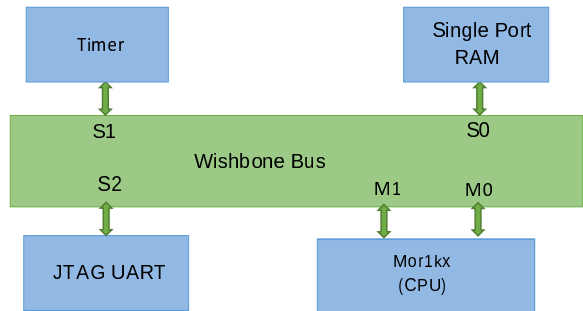 Timer
Single Port
RAM
S1
S0
Wishbone Bus
S2
M1
M0
JTAG UART
Mor1kx
(CPU)